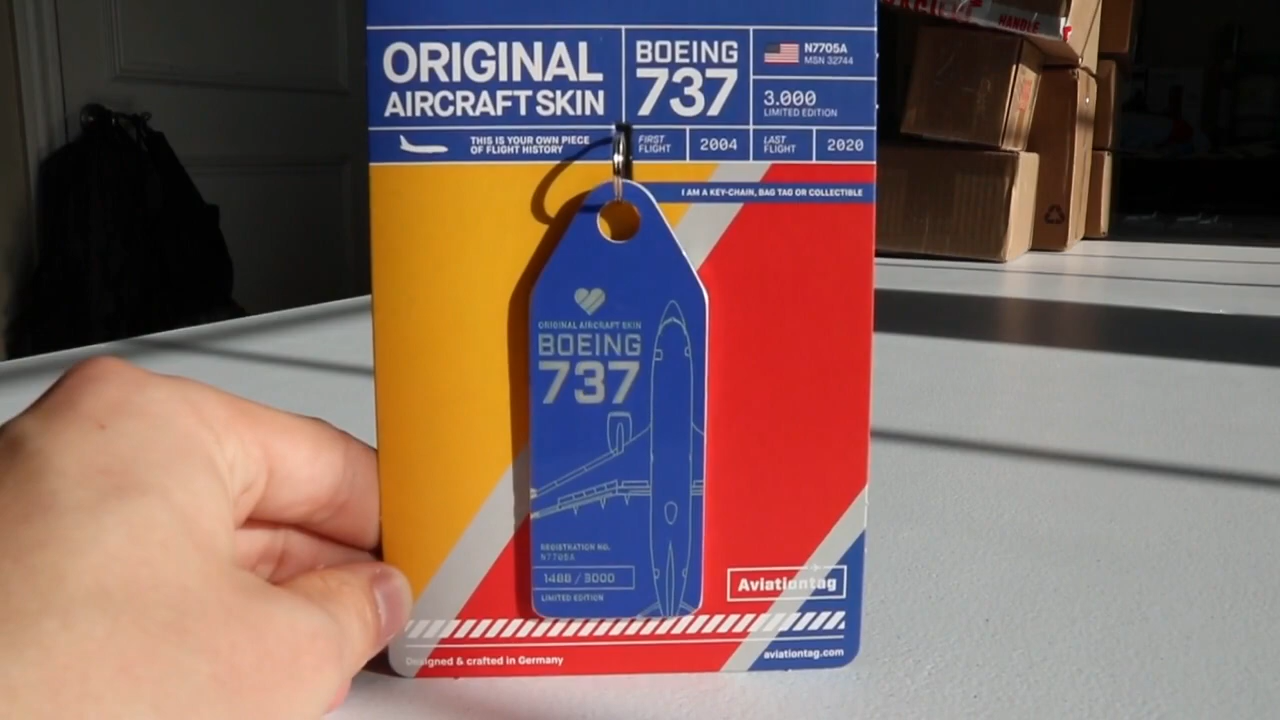 HANDLE
ORIGINAL
AIRCRAFT SKIN
BOEING
737
N7705A
MSN 32744
3.000
LIMITED EDITION
THIS IS YOUR OWN PIECE
OF FLIGHT HISTORY
FIRST
FLIGHT
2004
LAST
FLIGHT
2020
I AM A KEY-CHAIN, BAG TAG OR COLLECTIBLE
ORIGINAL AIRCRAFT SKIN
BOEING
737
REGISTRATION NO.
N7705A
1488 / 3000
LIMITED EDITION
Aviationtag
Designed & crafted in Germany
aviationtag.com